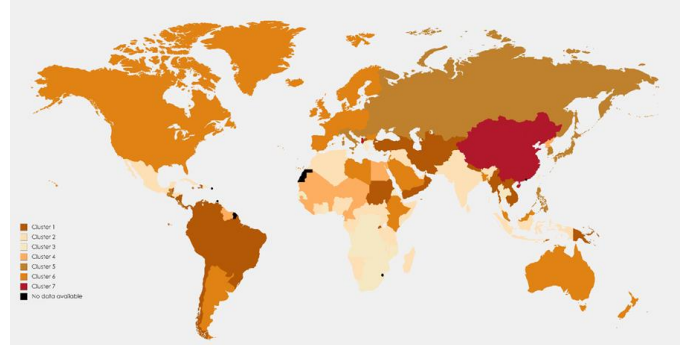 Cluster 1
Cluster 2
Cluster 3
Cluster 4
Cluster 5
Cluster 6
Cluster 7
No data available